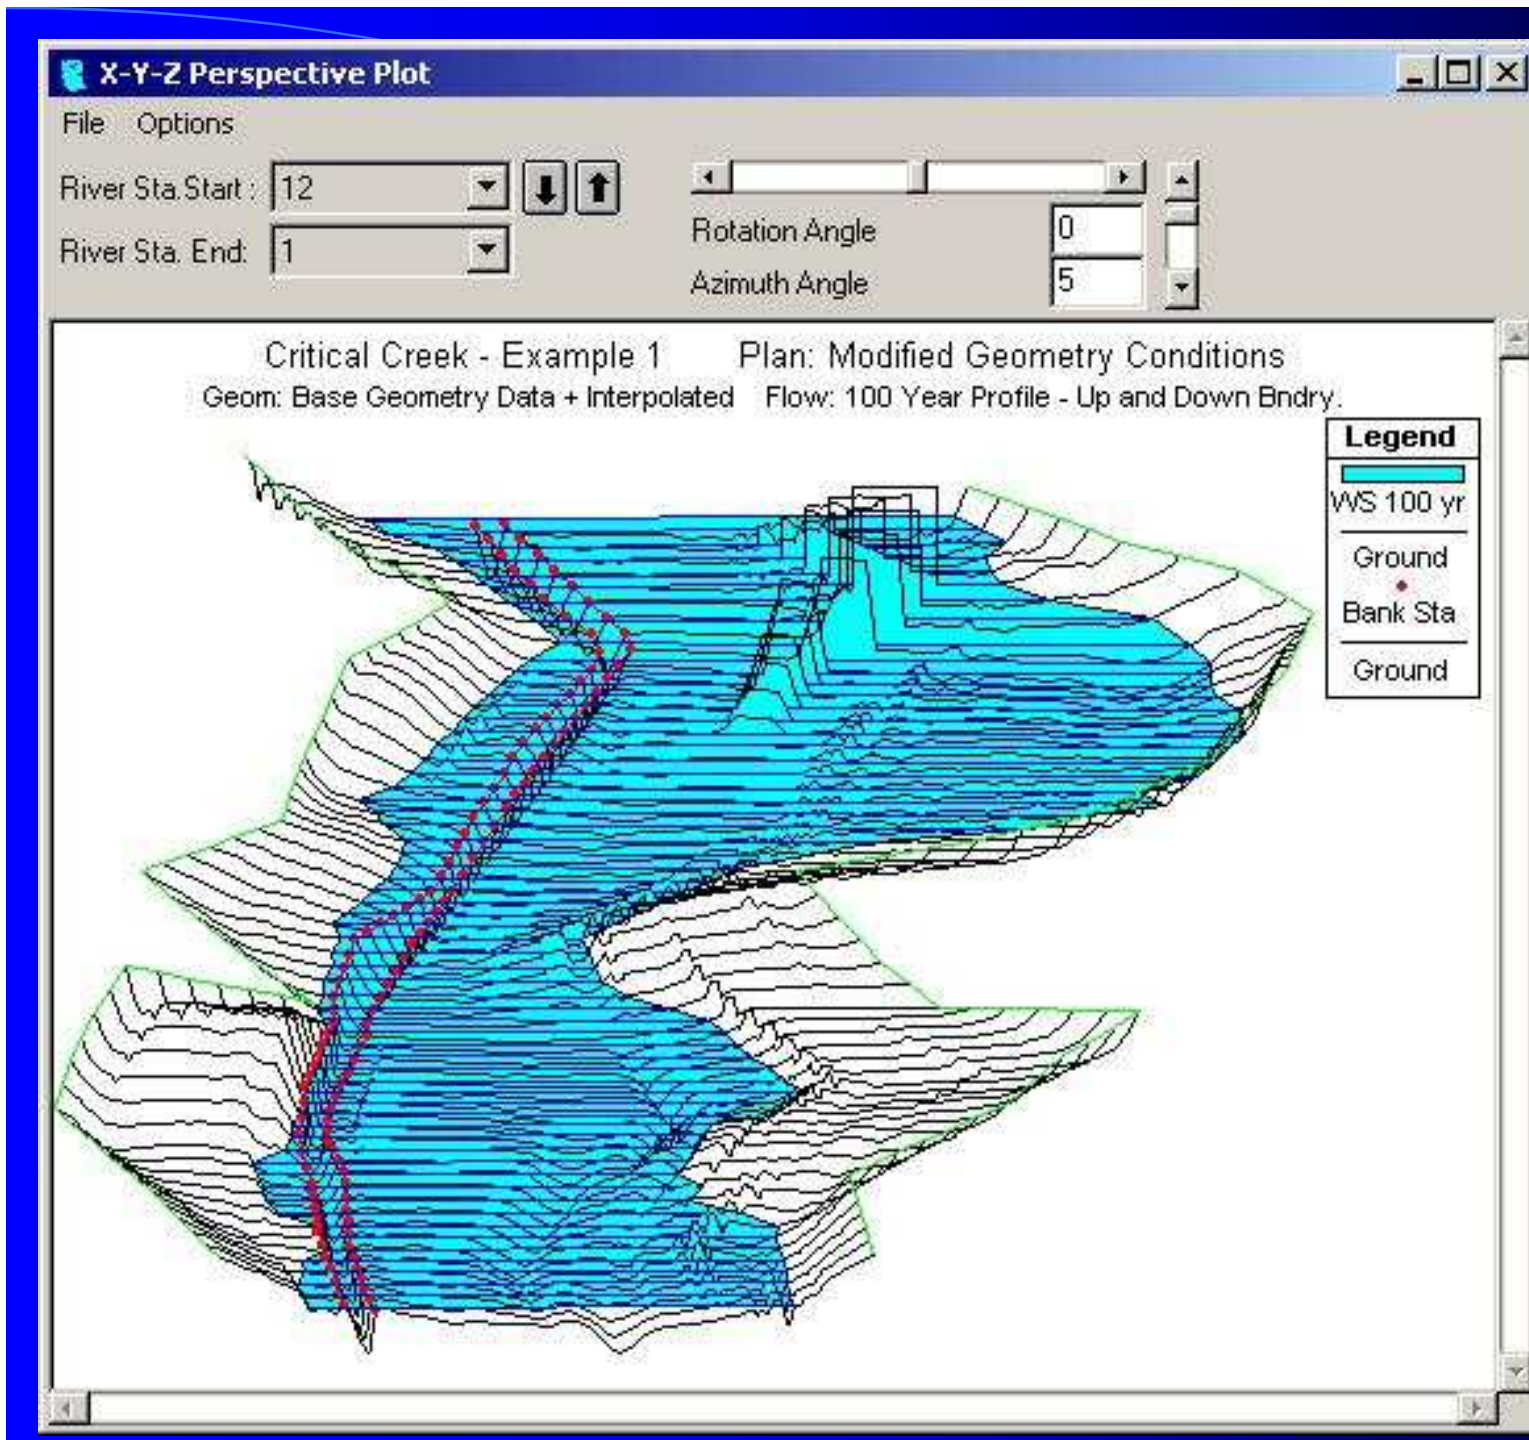 X-Y-Z Perspective Plot
File Options
River Sta.Start : 12
River Sta. End: 1
Rotation Angle 0
Azimuth Angle 5
Critical Creek - Example 1 Plan: Modified Geometry Conditions
Geom: Base Geometry Data + Interpolated Flow: 100 Year Profile - Up and Down Bndry.
Legend
WS 100 yr
Ground
Bank Sta
Ground